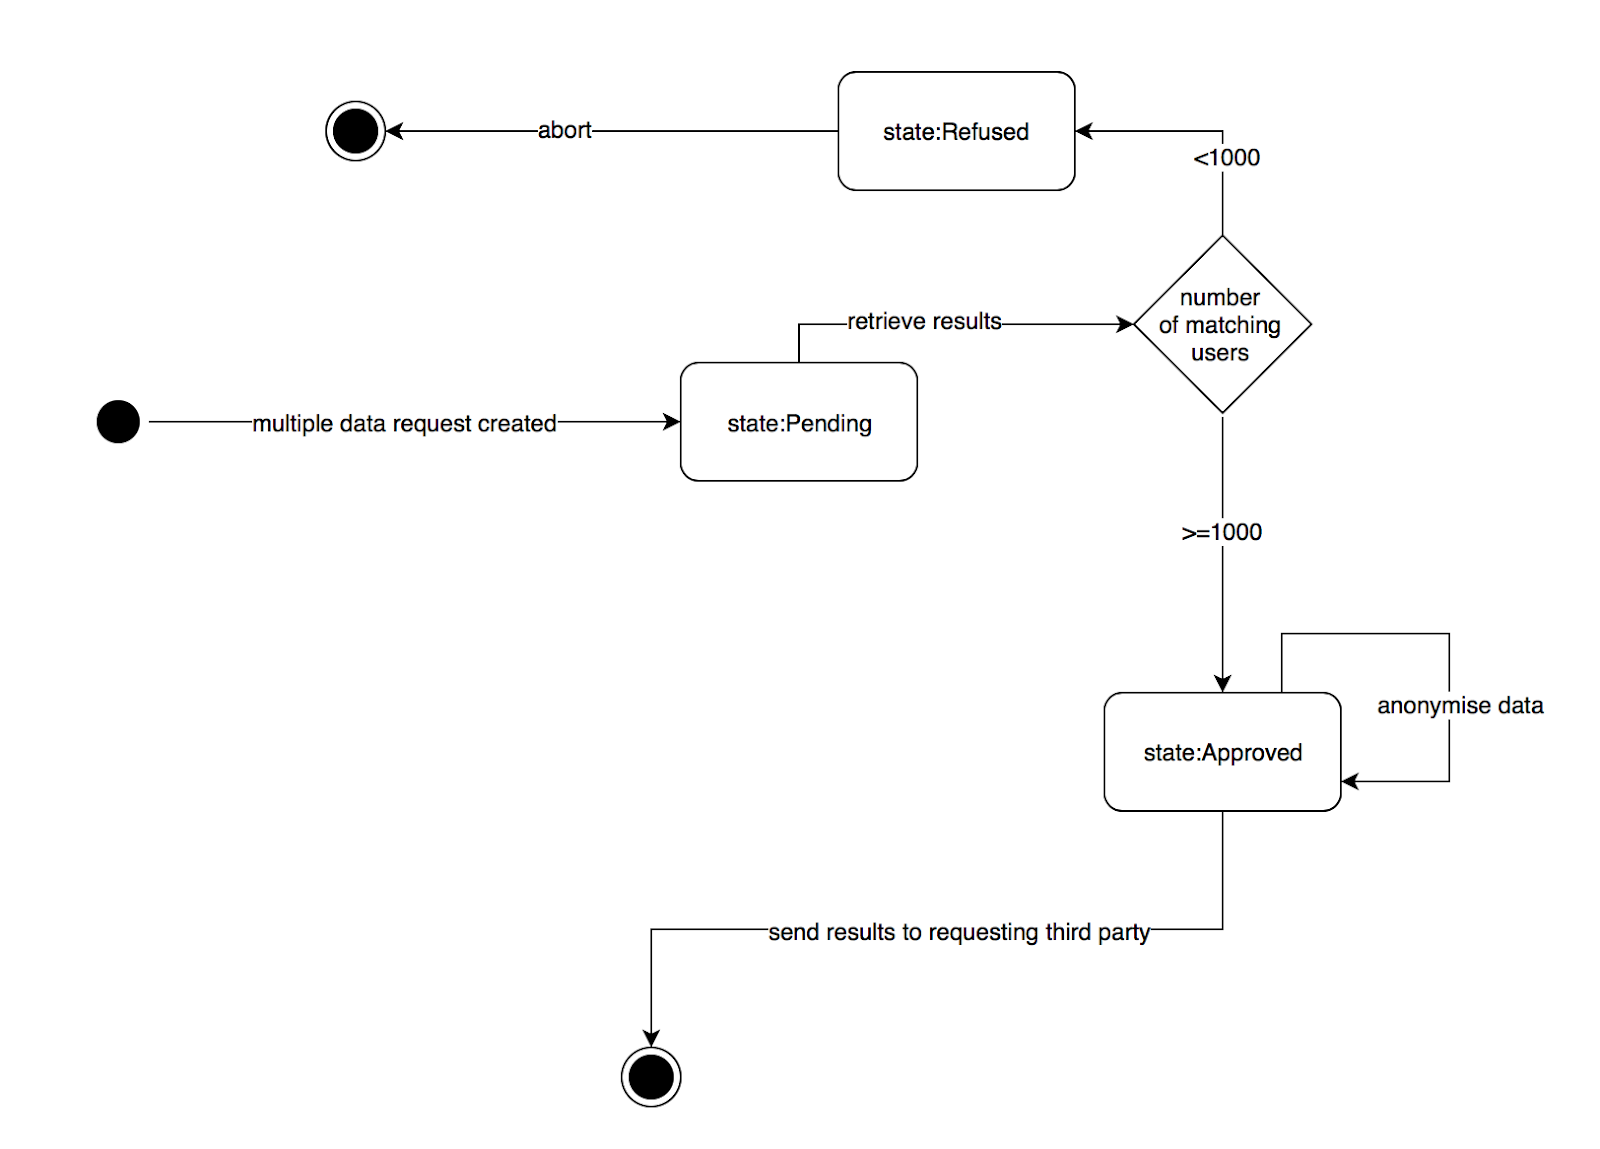 state:Refused
abort
<1000
number
of matching
users
retrieve results
multiple data request created
state:Pending
>=1000
anonymise data
state:Approved
send results to requesting third party